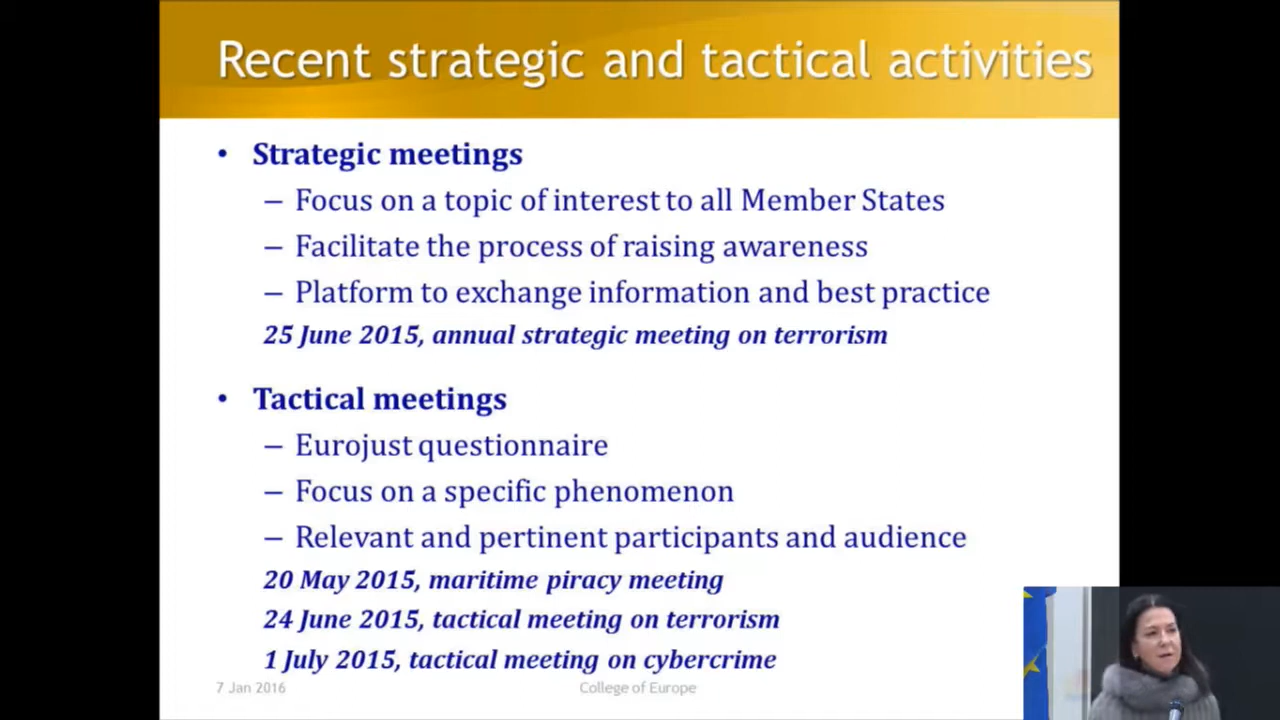 Recent strategic and tactical activities
• Strategic meetings
– Focus on a topic of interest to all Member States
– Facilitate the process of raising awareness
– Platform to exchange information and best practice
25 June 2015, annual strategic meeting on terrorism
• Tactical meetings
– Eurojust questionnaire
– Focus on a specific phenomenon
– Relevant and pertinent participants and audience
20 May 2015, maritime piracy meeting
24 June 2015, tactical meeting on terrorism
1 July 2015, tactical meeting on cybercrime
7 Jan 2016 College of Europe